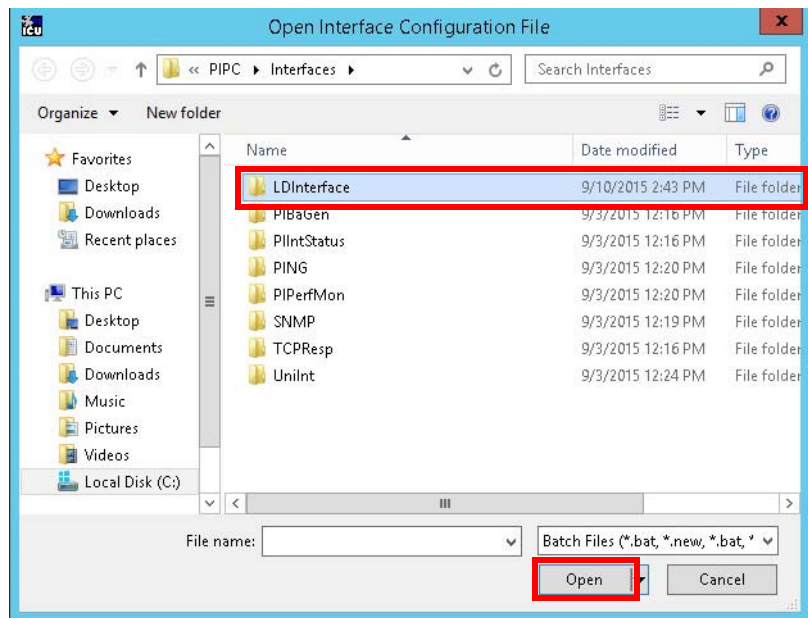 ICU
Open Interface Configuration File
x
« PIPC Interfaces
Search Interfaces
Organize New folder
Name Date modified Type
Favorites
Desktop
Downloads
Recent places
This PC
Desktop
Documents
Downloads
Music
Pictures
Videos
Local Disk (C:)
LDInterface 9/10/2015 2:43 PM File folder
PIBaGen 9/3/2015 12:16 PM File folder
PIIntStatus 9/3/2015 12:16 PM File folder
PING 9/3/2015 12:20 PM File folder
PIPerfMon 9/3/2015 12:20 PM File folder
SNMP 9/3/2015 12:19 PM File folder
TCPResp 9/3/2015 12:16 PM File folder
UniInt 9/3/2015 12:24 PM File folder
File name:
Batch Files (*.bat, *.new, *.bat, *
Open Cancel